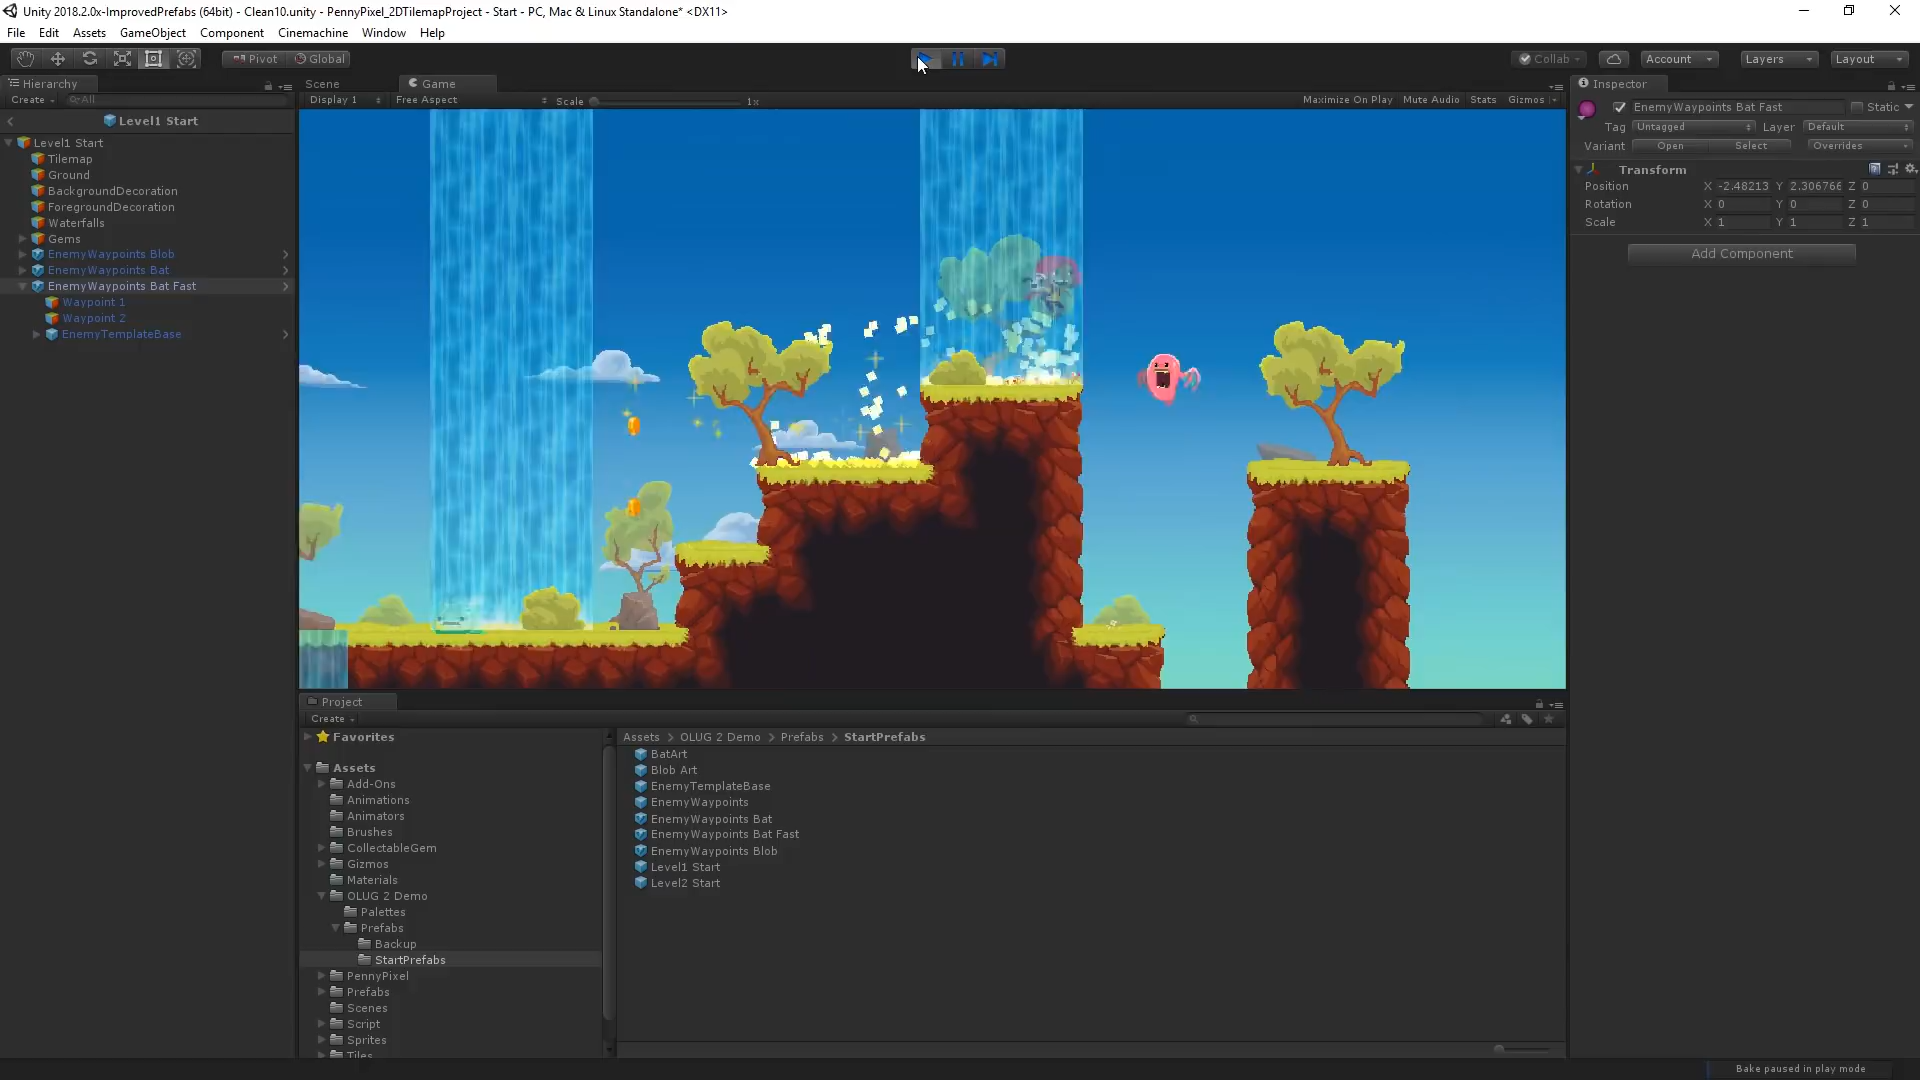 Unity 2018.2.0x-ImprovedPrefabs (64bit) - Clean10.unity - PennyPixel_2DTilemapProject - Start - PC, Mac & Linux Standalone* <DX11>
File Edit Assets GameObject Component Cinemachine Window Help
Pivot Global Collab Account Layers Layout
Hierarchy
Create All
Level1 Start
Level1 Start
Tilemap
Ground
BackgroundDecoration
ForegroundDecoration
Waterfalls
Gems
EnemyWaypoints Blob
EnemyWaypoints Bat
EnemyWaypoints Bat Fast
Waypoint 1
Waypoint 2
EnemyTemplateBase
Scene Game
Display 1 Free Aspect Scale 1x Maximize On Play Mute Audio Stats Gizmos
Inspector
EnemyWaypoints Bat Fast Static
Tag Untagged Layer Default
Variant Open Select Overrides
Transform
Position X -2.48213 Y 2.306766 Z 0
Rotation X 0 Y 0 Z 0
Scale X 1 Y 1 Z 1
Add Component
Project
Create
Favorites
Assets
Add-Ons
Animations
Animators
Brushes
CollectableGem
Gizmos
Materials
OLUG 2 Demo
Palettes
Prefabs
Backup
StartPrefabs
PennyPixel
Prefabs
Scenes
Script
Sprites
Tiles
Assets > OLUG 2 Demo > Prefabs > StartPrefabs
BatArt
Blob Art
EnemyTemplateBase
EnemyWaypoints
EnemyWaypoints Bat
EnemyWaypoints Bat Fast
EnemyWaypoints Blob
Level1 Start
Level2 Start
Bake paused in play mode